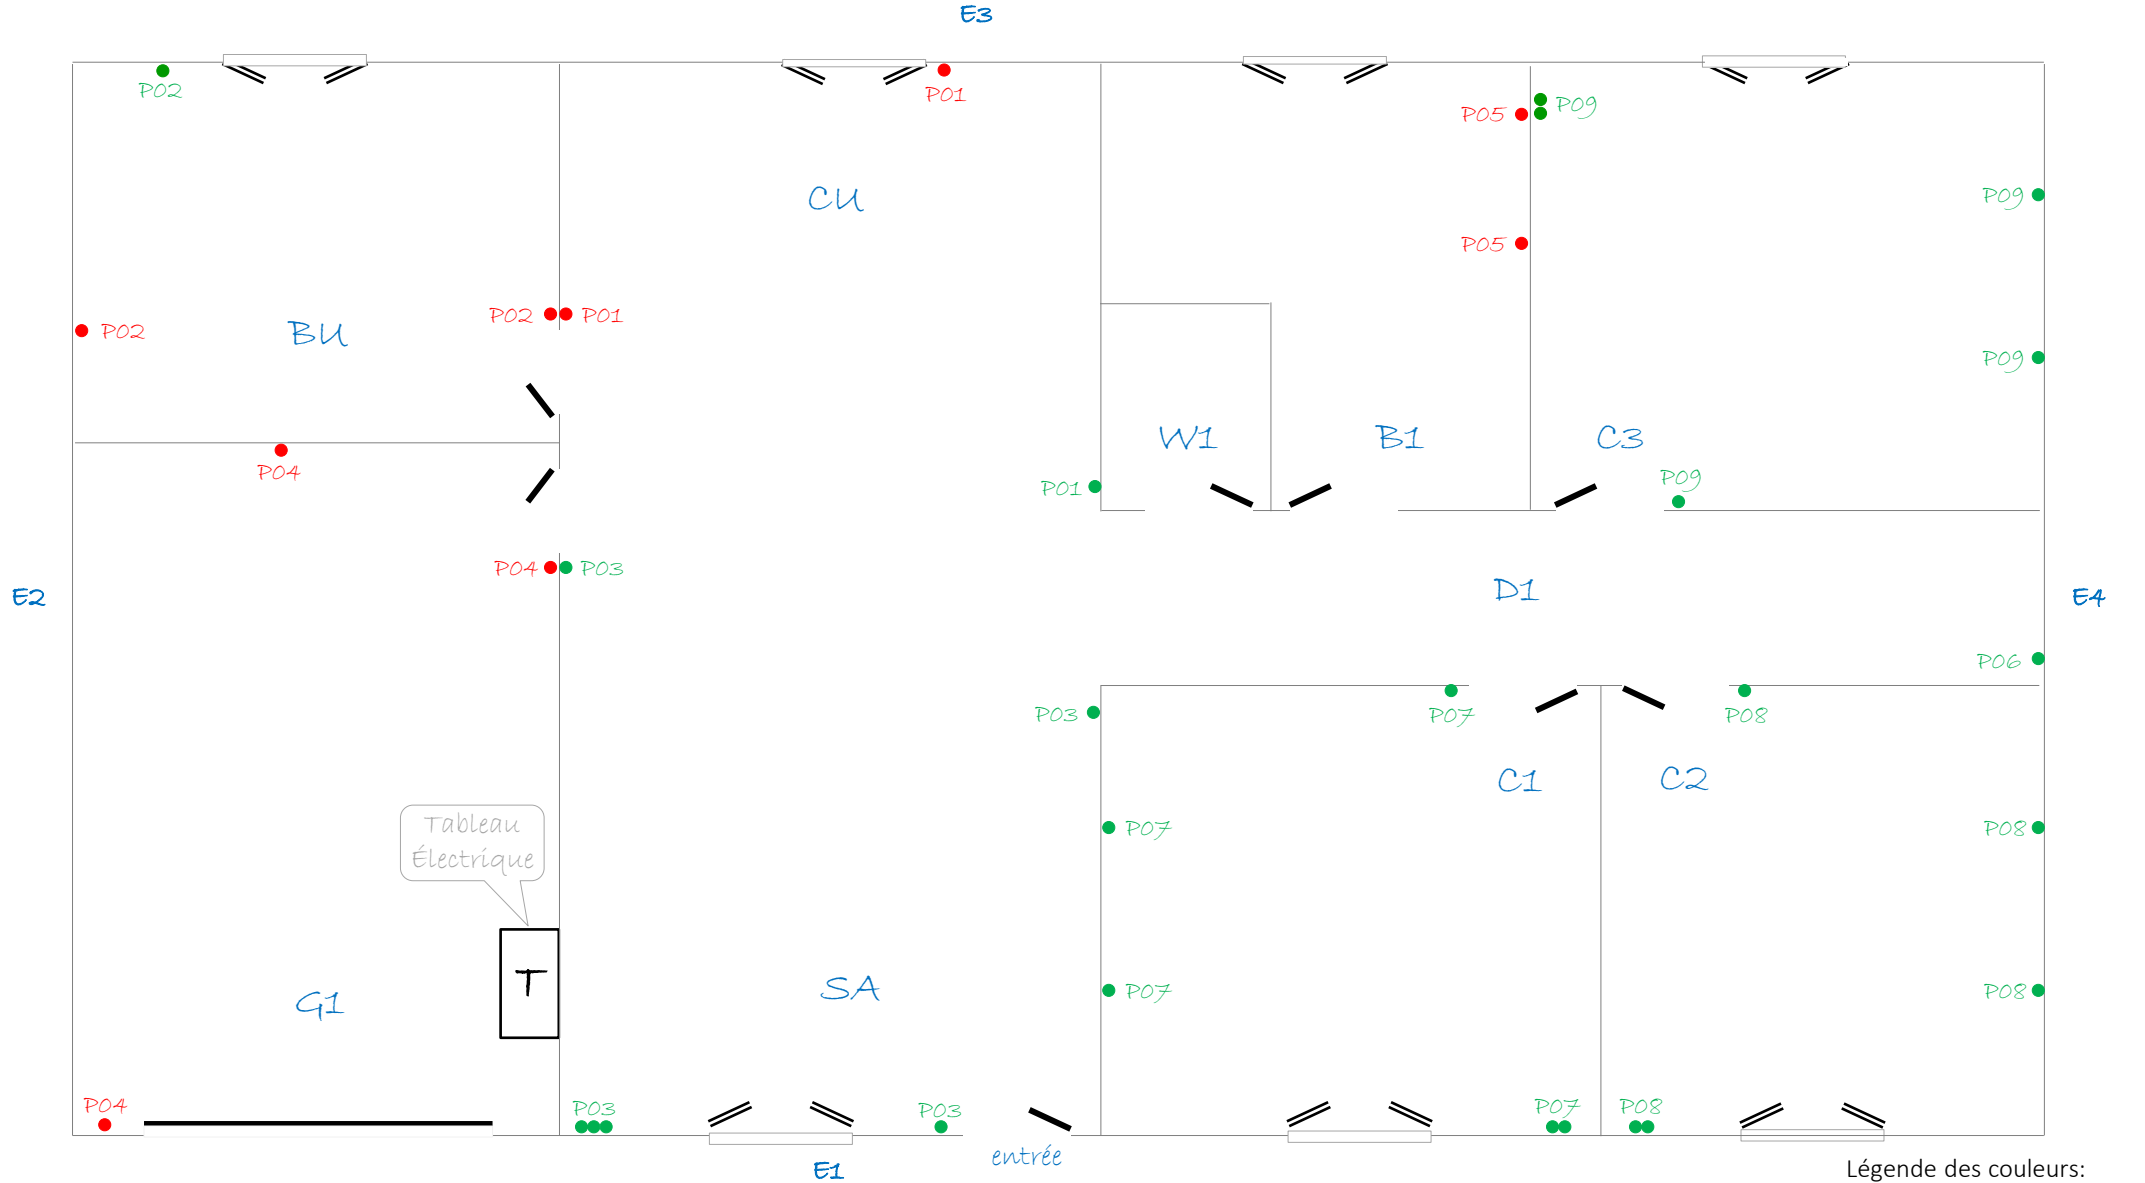 E3
P02
P01
P05
P09
CU
P09
P05
P02
P01
P02
BU
P09
W1
B1
C3
P04
P01
P09
P04
P03
D1
E2
E4
P06
P03
P07
P08
C1
C2
Tableau
Électrique
P07
P08
T
SA
G1
P07
P08
P04
P03
P03
P07
P08
entrée
E1
Légende des couleurs: